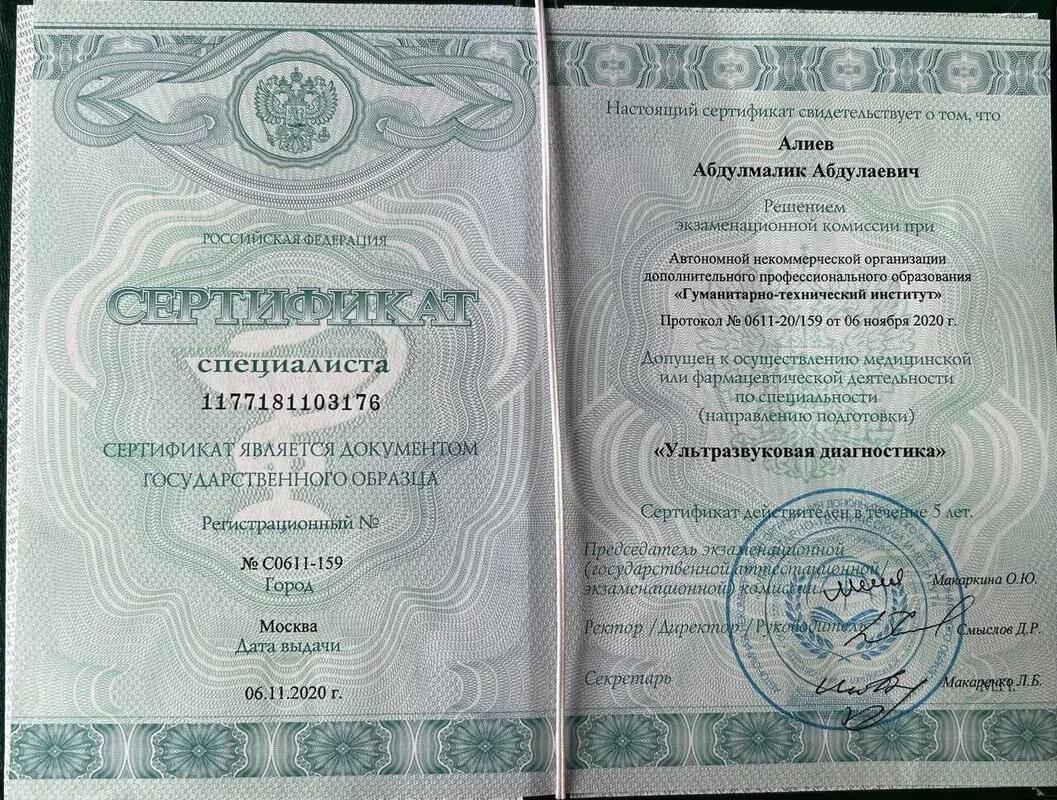 РОССИЙСКАЯ ФЕДЕРАЦИЯ
СЕРТИФИКАТ
специалиста
1177181103176
СЕРТИФИКАТ ЯВЛЯЕТСЯ ДОКУМЕНТОМ
ГОСУДАРСТВЕННОГО ОБРАЗЦА
Регистрационный №
№ С0611-159
Город
Москва
Дата выдачи
06.11.2020 г.
Настоящий сертификат свидетельствует о том, что
Алиев
Абдулмалик Абдулаевич
Решением
экзаменационной комиссии при
Автономной некоммерческой организации
дополнительного профессионального образования
«Гуманитарно-технический институт»
Протокол № 0611-20/159 от 06 ноября 2020 г.
Допущен к осуществлению медицинской
или фармацевтической деятельности
по специальности
(направлению подготовки)
«Ультразвуковая диагностика»
Сертификат действителен в течение 5 лет.
Председатель экзаменационной
(государственной аттестационной/
экзаменационной) комиссии
Макаркина О.Ю.
Ректор /Директор /Руководитель
Смыслов Д.Р.
Секретарь
Макаренко Л.Б.
М.П.